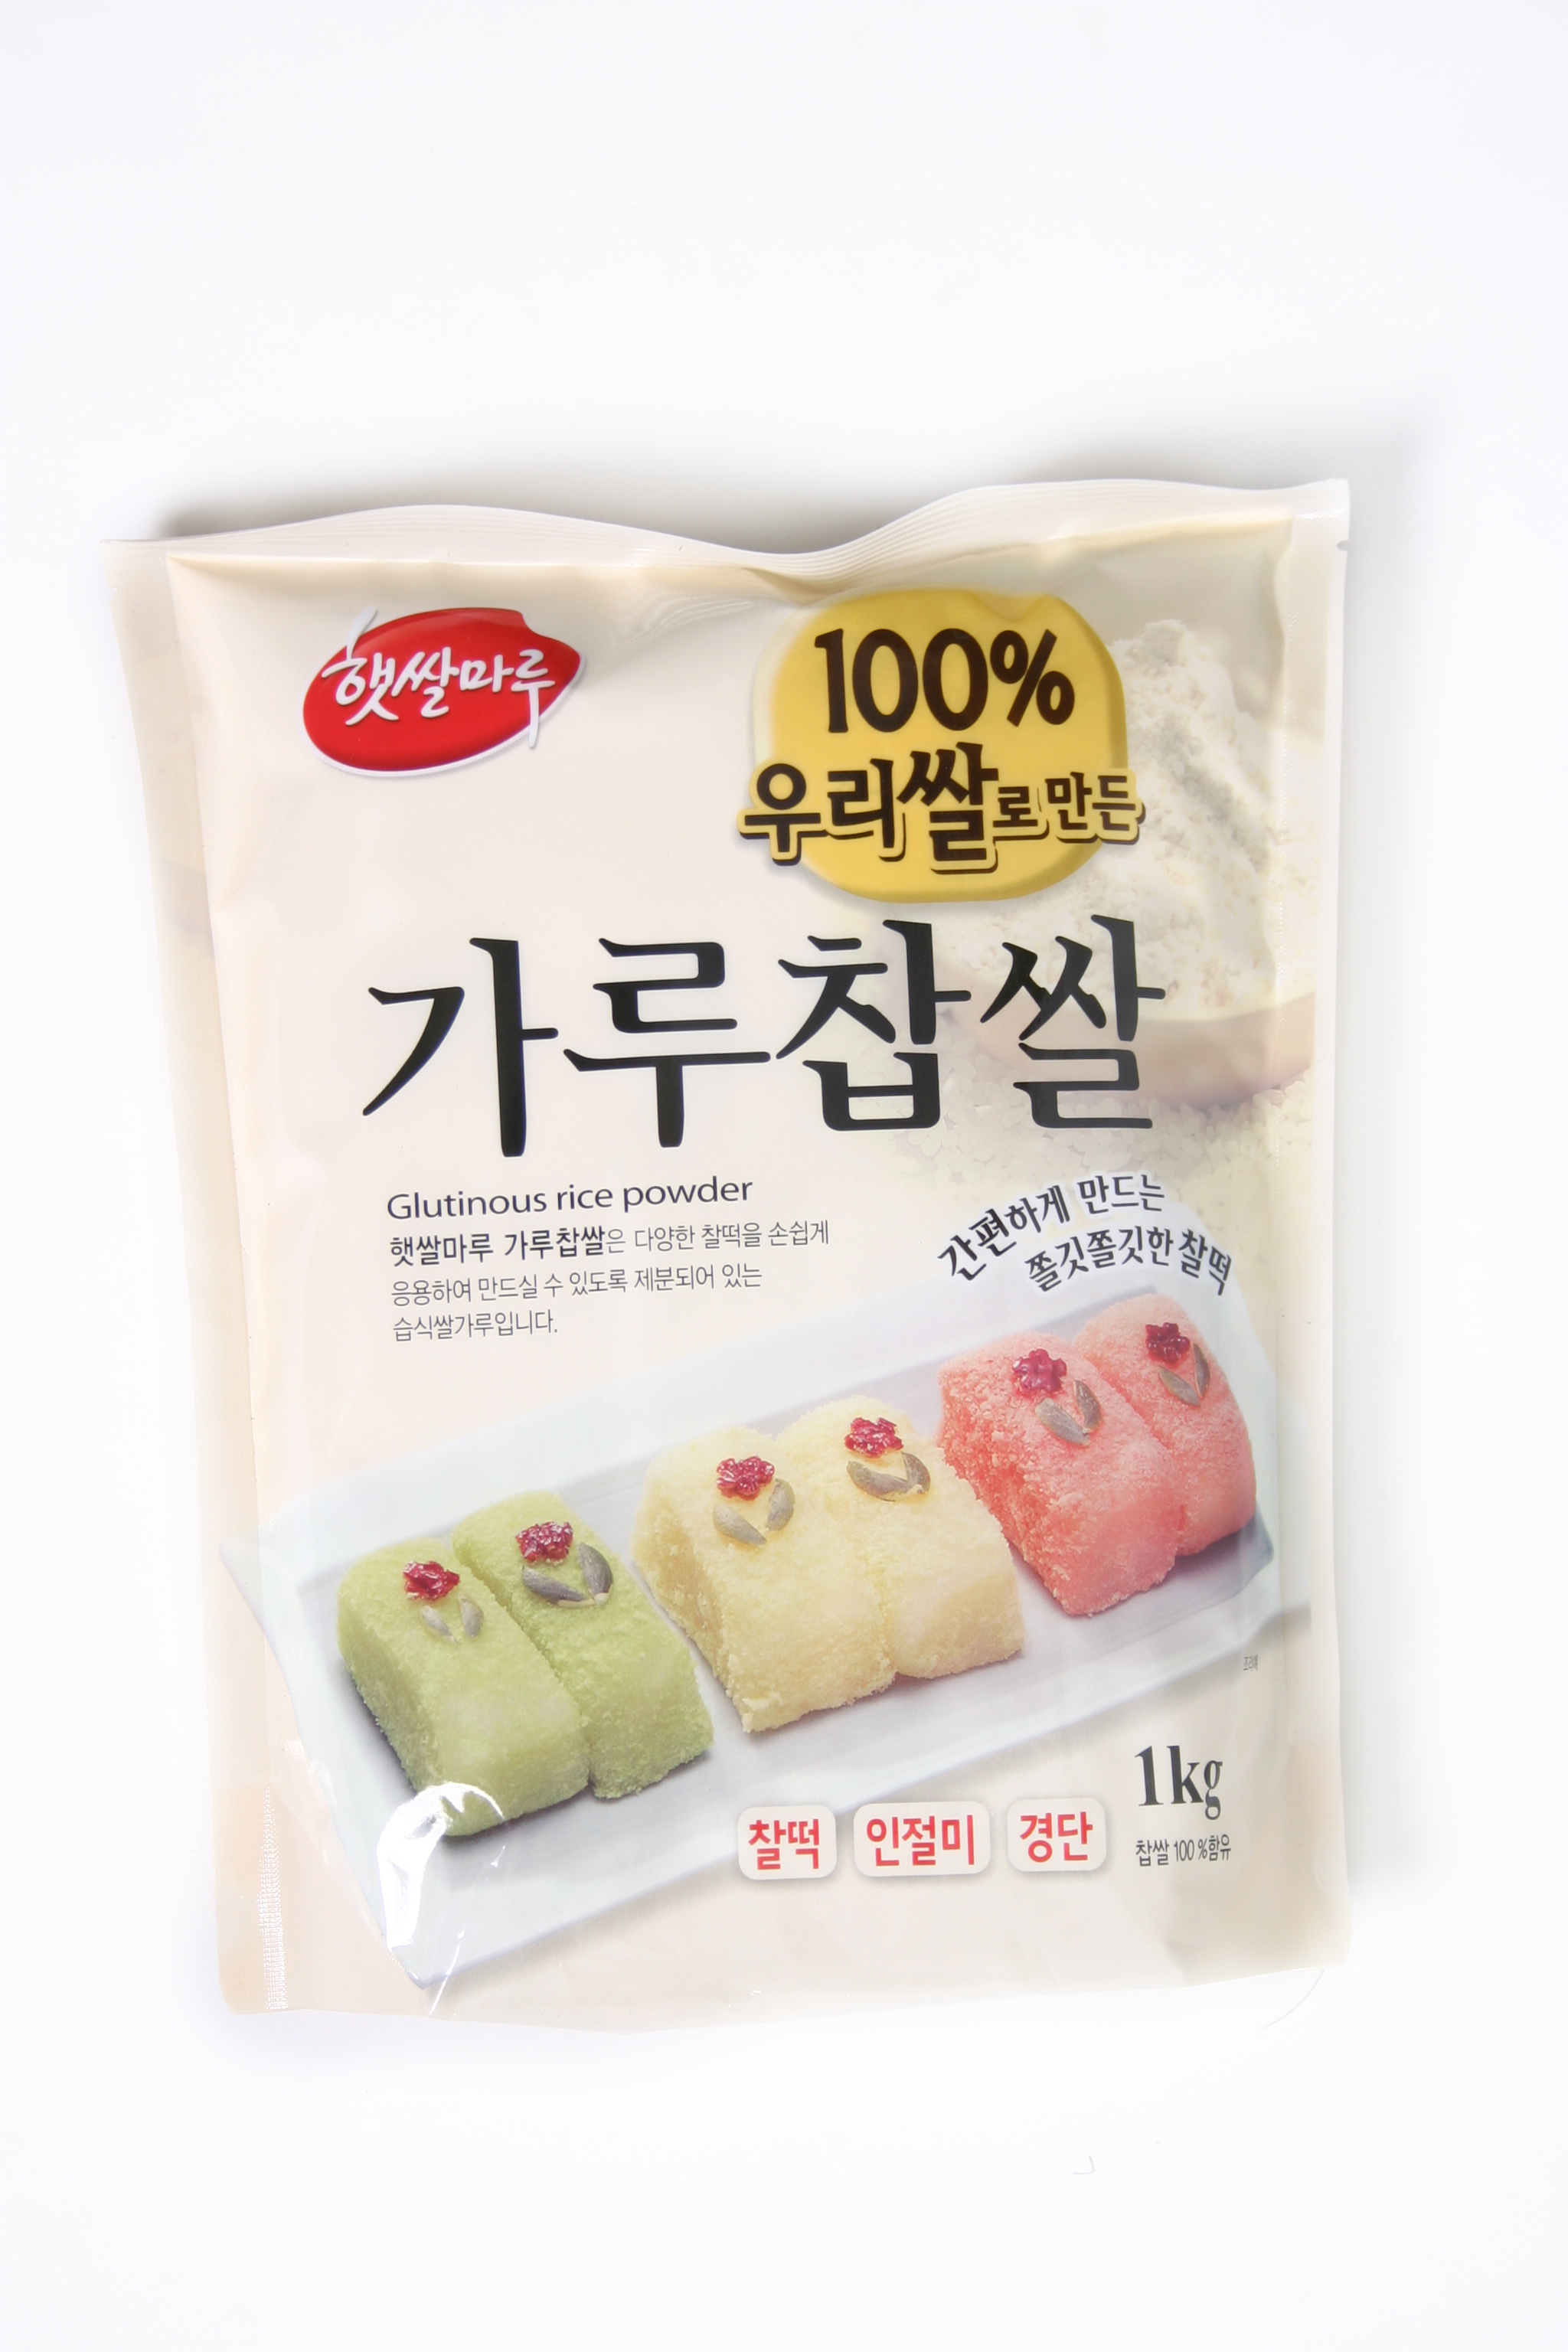 햇쌀마루
100%
우리쌀로만든
가루찹쌀
Glutinous rice powder
햇쌀마루 가루찹쌀은 다양한 찰떡을 손쉽게
응용하여 만드실 수 있도록 제분되어 있는
습식쌀가루입니다.
간편하게 만드는
쫄깃쫄깃한 찰떡
조리예
1kg
찰떡 인절미 경단
찹쌀 100 %함유